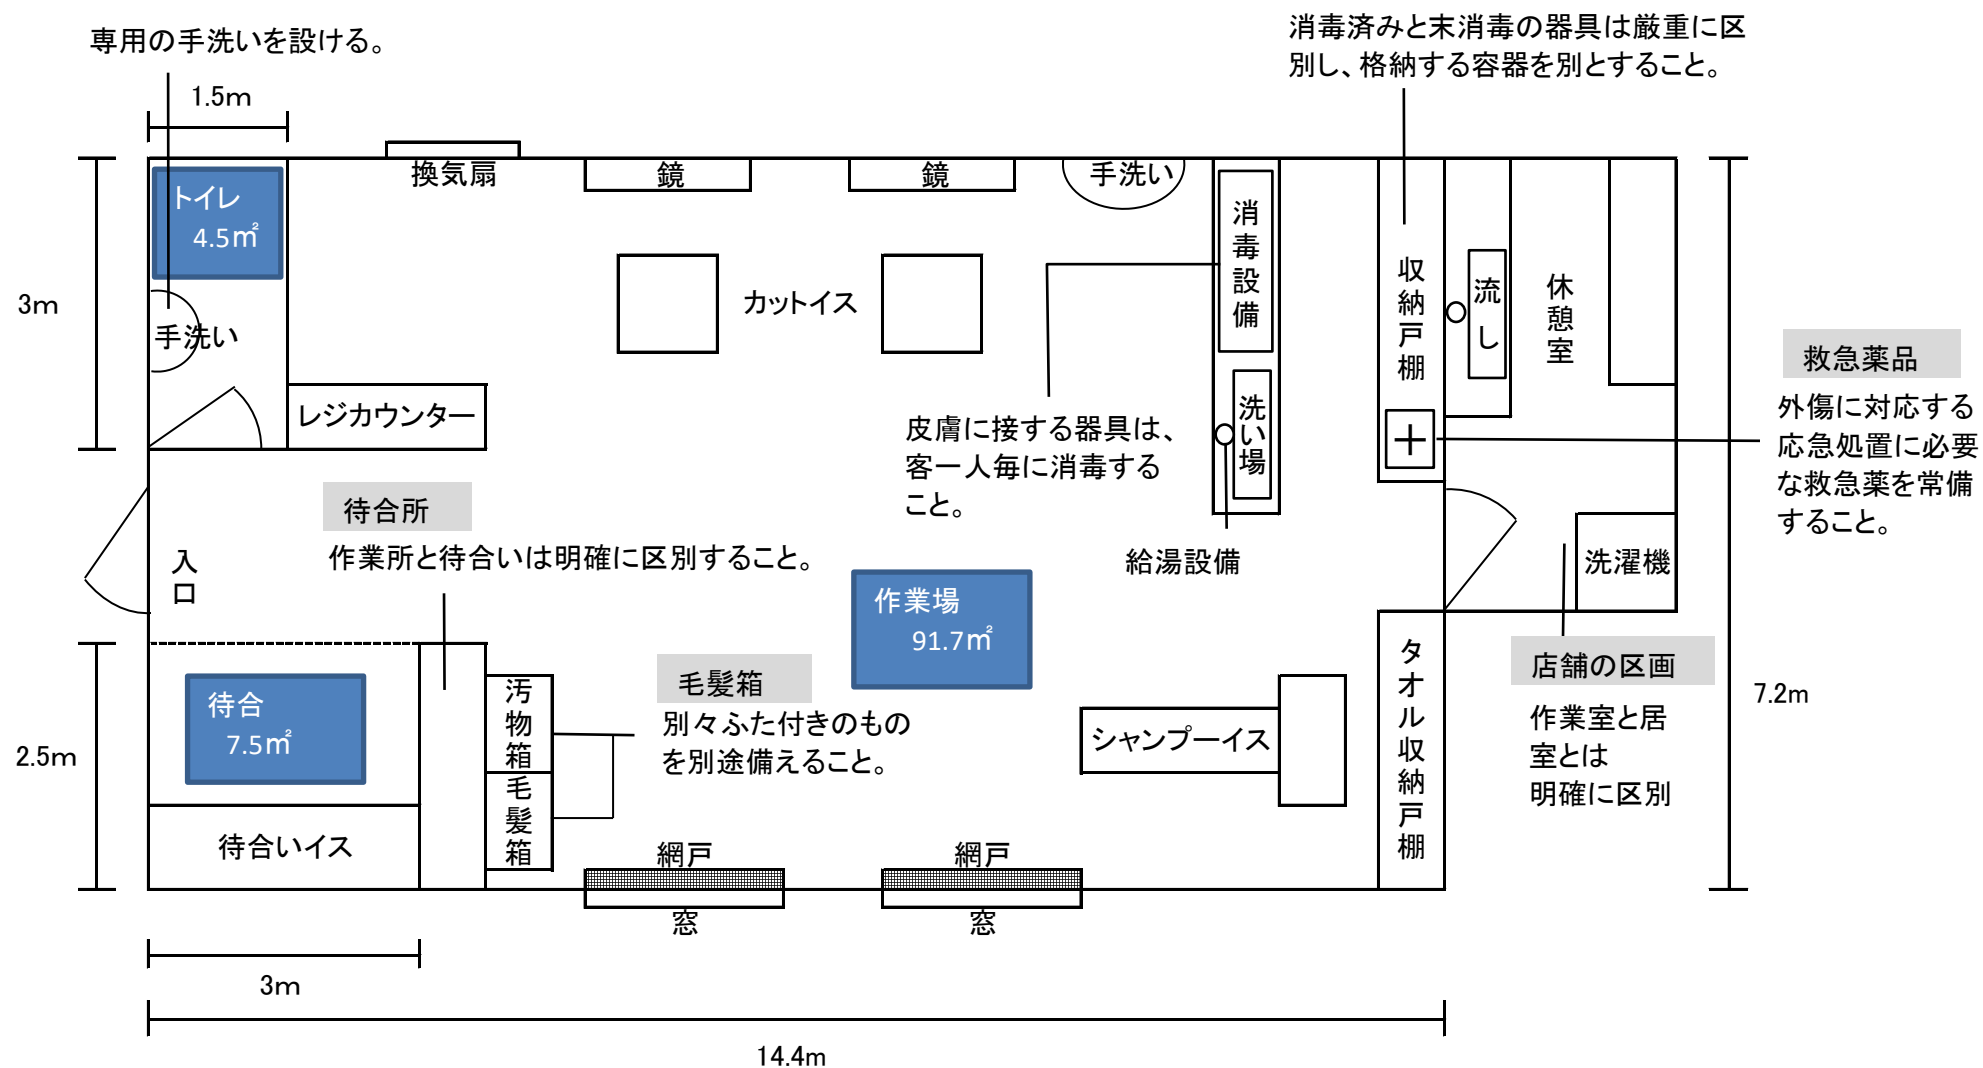 専用の手洗いを設ける。
消毒済みと末消毒の器具は厳重に区
別し、格納する容器を別とすること。
1.5m
換気扇
鏡
鏡
手洗い
トイレ
4.5㎡
消毒設備
収納戸棚
流し
休憩室
3m
カットイス
手洗い
救急薬品
外傷に対応する
応急処置に必要
な救急薬を常備
すること。
レジカウンター
皮膚に接する器具は、
客一人毎に消毒する
こと。
洗い場
待合所
作業所と待合いは明確に区別すること。
入口
給湯設備
洗濯機
作業場
91.7㎡
タオル収納戸棚
店舗の区画
作業室と居
室とは
明確に区別
7.2m
待合
7.5㎡
汚物箱
毛髪箱
別々ふた付きのもの
を別途備えること。
シャンプーイス
2.5m
毛髪箱
待合いイス
網戸
網戸
窓
窓
3m
14.4m